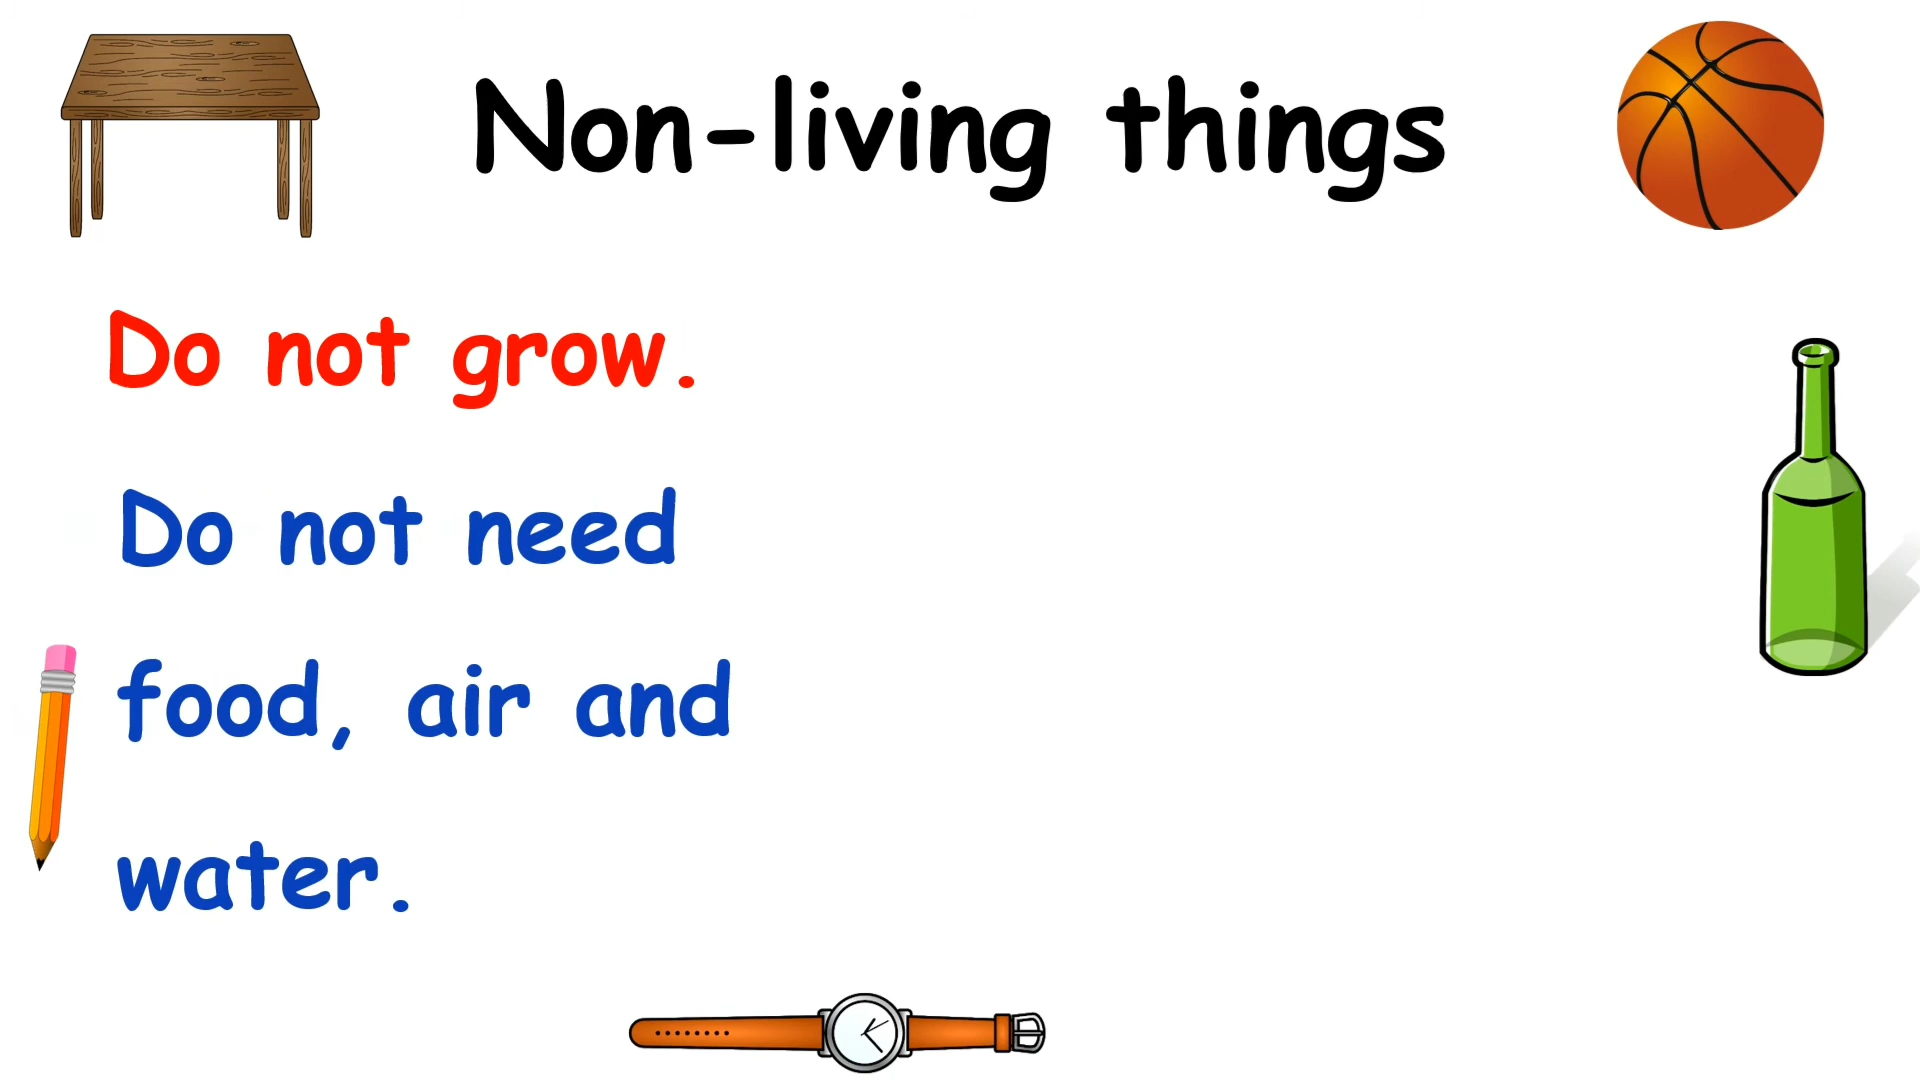 Non-living things
Do not grow.
Do not need
food, air and
water.